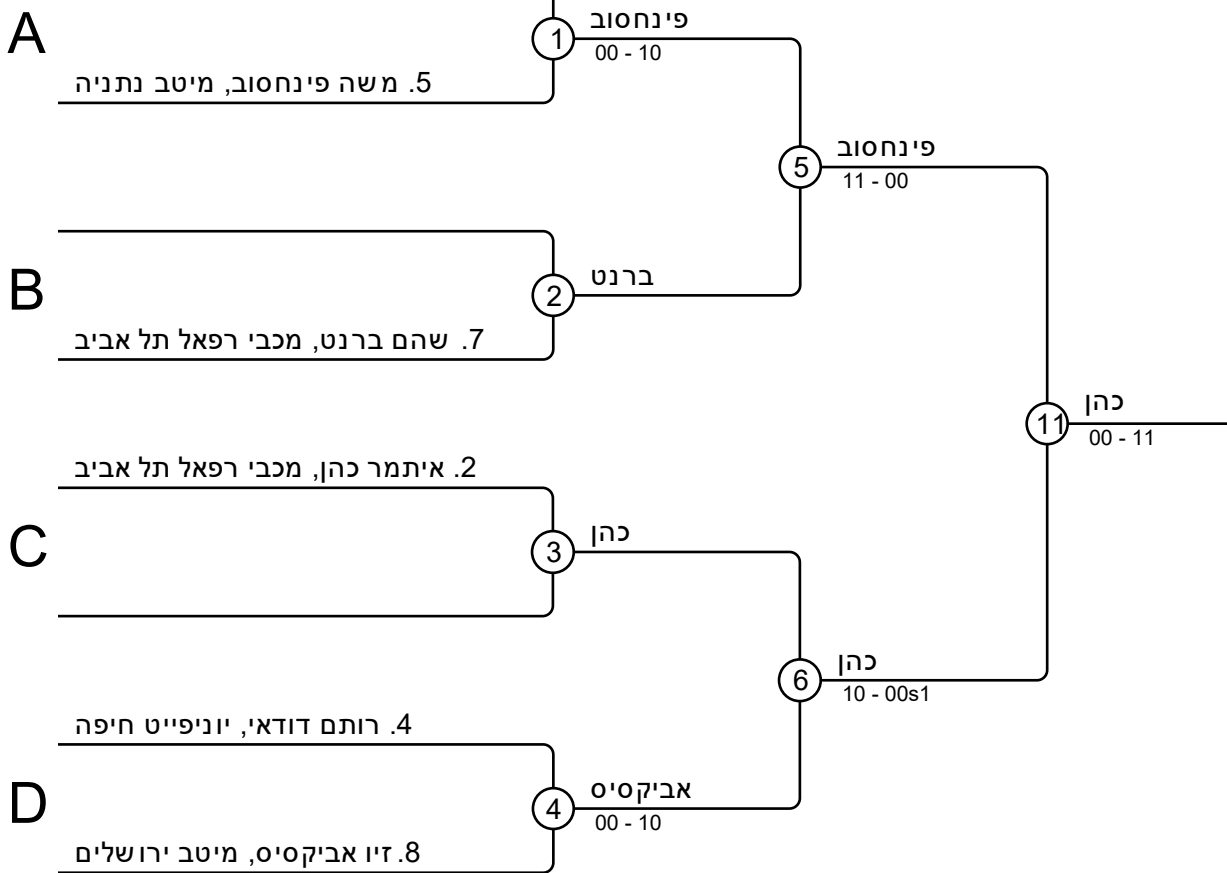 A
1
פינחסוב
00 - 10
5. משה פינחסוב, מיטב נתניה
5
פינחסוב
11 - 00
B
2
ברנט
7. שהם ברנט, מכבי רפאל תל אביב
11
כהן
00 - 11
2. איתמר כהן, מכבי רפאל תל אביב
C
3
כהן
6
כהן
10 - 00s1
4. רותם דודאי, יוניפייט חיפה
D
4
אביקסיס
00 - 10
8. זיו אביקסיס, מיטב ירושלים